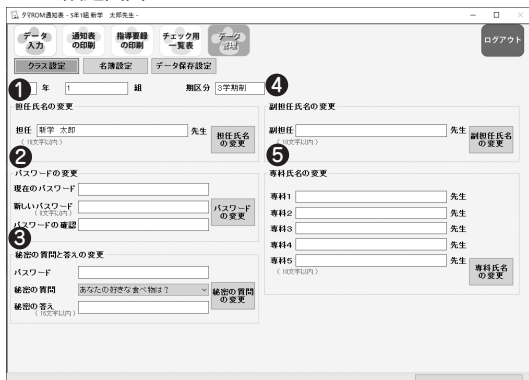 クマROM通知表 - 5年1組 新学　太郎先生 -
データ入力 通知表の印刷 指導要録の印刷 チェック用一覧表 データ管理 ログアウト
クラス設定 名簿設定 データ保存設定
❶ 年 1 組 期区分 3学期制 ❹
担任氏名の変更
担任 新学　太郎 先生 担任氏名の変更
(10文字以内)
副担任氏名の変更
副担任 先生 副担任氏名の変更
(10文字以内)
❷
パスワードの変更
現在のパスワード
新しいパスワード パスワードの変更
(8文字以内)
パスワードの確認
❸
秘密の質問と答えの変更
パスワード
秘密の質問 あなたの好きな食べ物は？ 秘密の質問の変更
秘密の答え
(16文字以内)
❺
専科氏名の変更
専科1 先生
専科2 先生
専科3 先生
専科4 先生
専科5 先生 専科氏名の変更
(10文字以内)